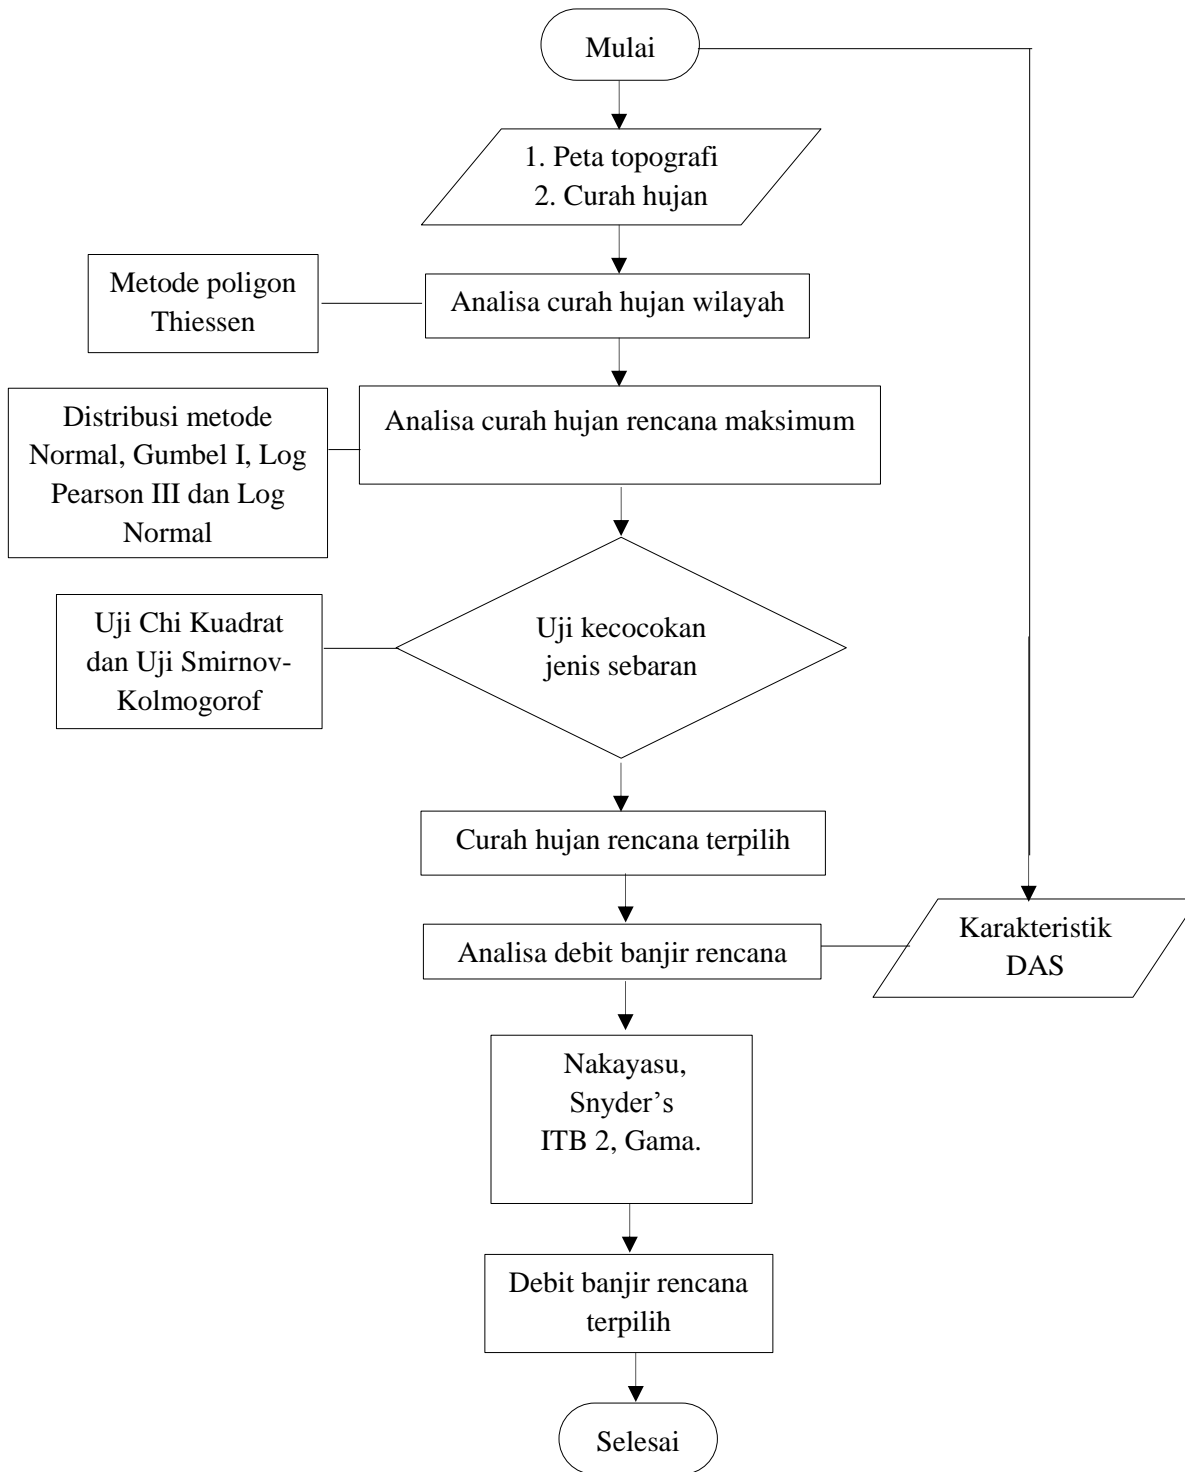 Mulai
1. Peta topografi
2. Curah hujan
Metode poligon
Thiessen
Analisa curah hujan wilayah
Distribusi metode
Normal, Gumbel I, Log
Pearson III dan Log
Normal
Analisa curah hujan rencana maksimum
Uji Chi Kuadrat
dan Uji Smirnov-
Kolmogorof
Uji kecocokan
jenis sebaran
Curah hujan rencana terpilih
Analisa debit banjir rencana
Karakteristik
DAS
Nakayasu,
Snyder’s
ITB 2, Gama.
Debit banjir rencana
terpilih
Selesai